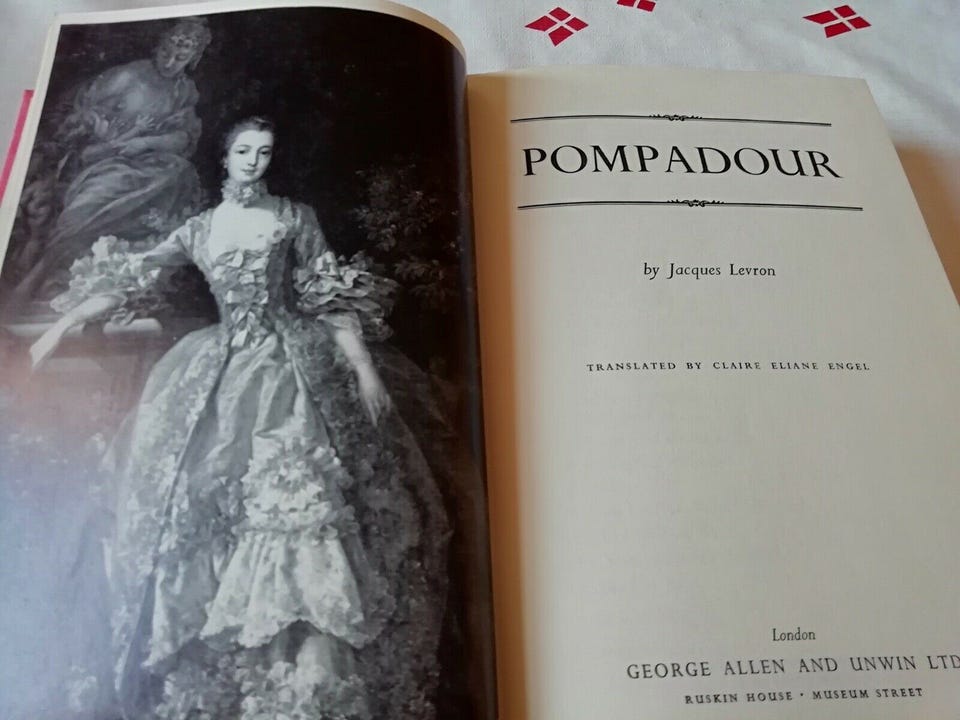 POMPADOUR
by Jacques Levron
TRANSLATED BY CLAIRE ELIANE ENGEL
London
GEORGE ALLEN AND UNWIN LTD
RUSKIN HOUSE · MUSEUM STREET